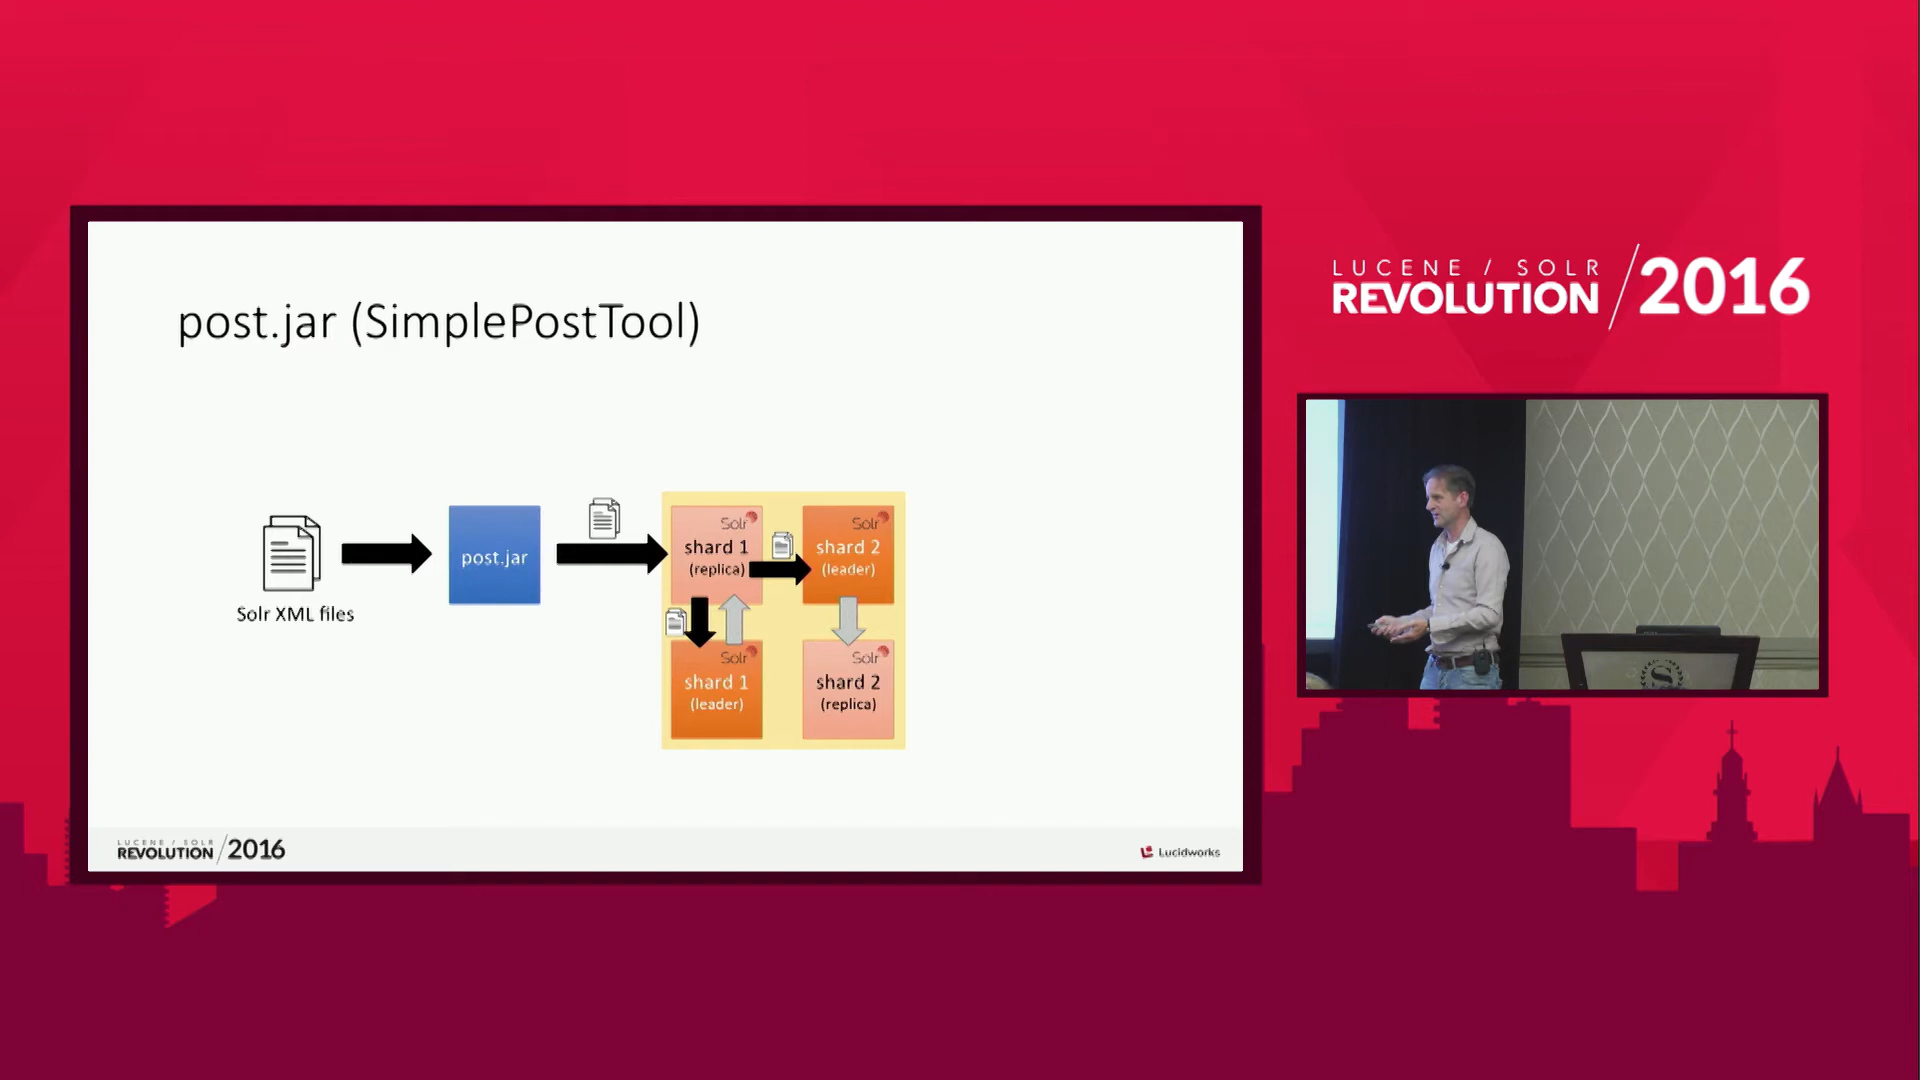 post.jar (SimplePostTool)
Solr XML files
post.jar
Solr
shard 1
(replica)
Solr
shard 2
(leader)
Solr
shard 1
(leader)
Solr
shard 2
(replica)
LUCENE / SOLR
REVOLUTION / 2016
Lucidworks
LUCENE / SOLR
REVOLUTION / 2016
S